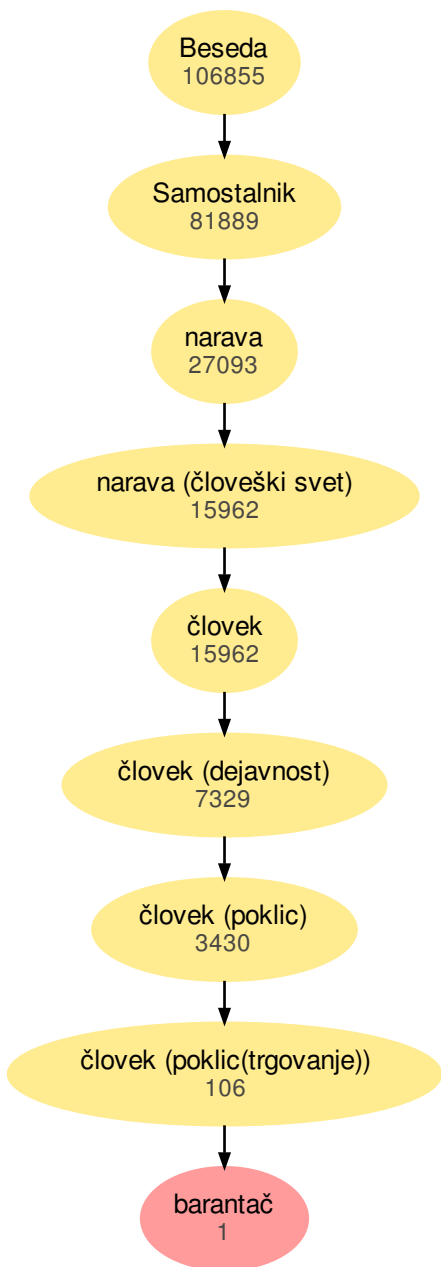 Beseda
106855
Samostalnik
81889
narava
27093
narava (človeški svet)
15962
človek
15962
človek (dejavnost)
7329
človek (poklic)
3430
človek (poklic(trgovanje))
106
barantač
1